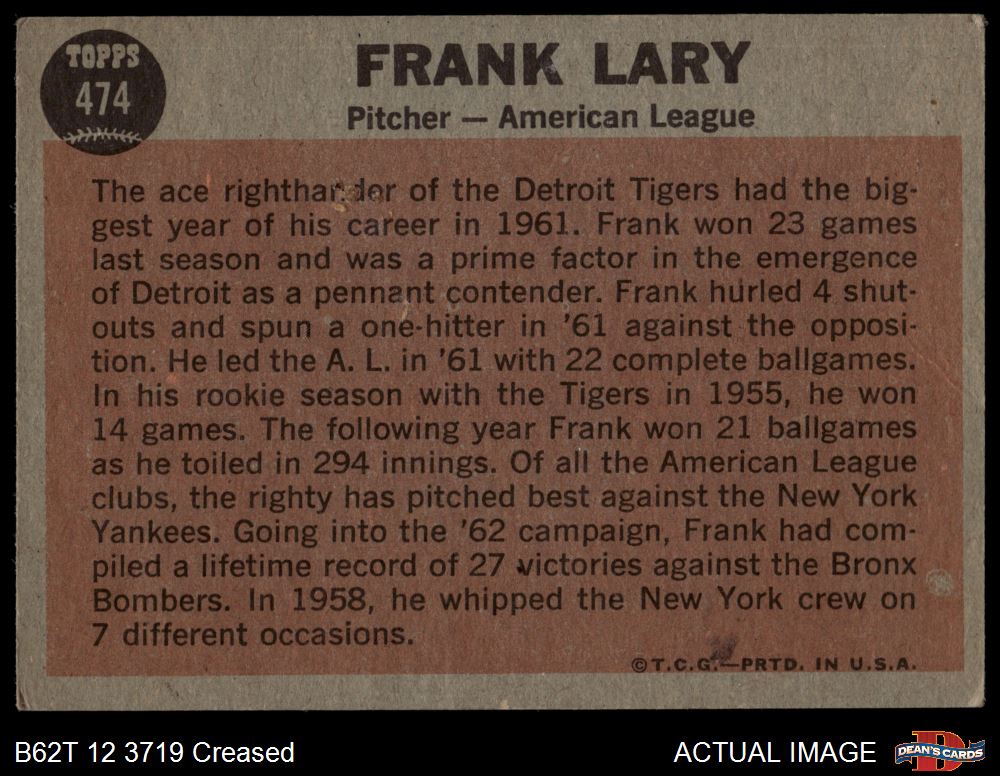 TOPPS
474
FRANK LARY
Pitcher — American League
The ace righthander of the Detroit Tigers had the big-
gest year of his career in 1961. Frank won 23 games
last season and was a prime factor in the emergence
of Detroit as a pennant contender. Frank hurled 4 shut-
outs and spun a one-hitter in '61 against the opposi-
tion. He led the A. L. in '61 with 22 complete ballgames.
In his rookie season with the Tigers in 1955, he won
14 games. The following year Frank won 21 ballgames
as he toiled in 294 innings. Of all the American League
clubs, the righty has pitched best against the New York
Yankees. Going into the '62 campaign, Frank had com-
piled a lifetime record of 27 victories against the Bronx
Bombers. In 1958, he whipped the New York crew on
7 different occasions.
©T.C.G.—PRTD. IN U.S.A.
B62T 12 3719 Creased
ACTUAL IMAGE
DEAN'S CARDS